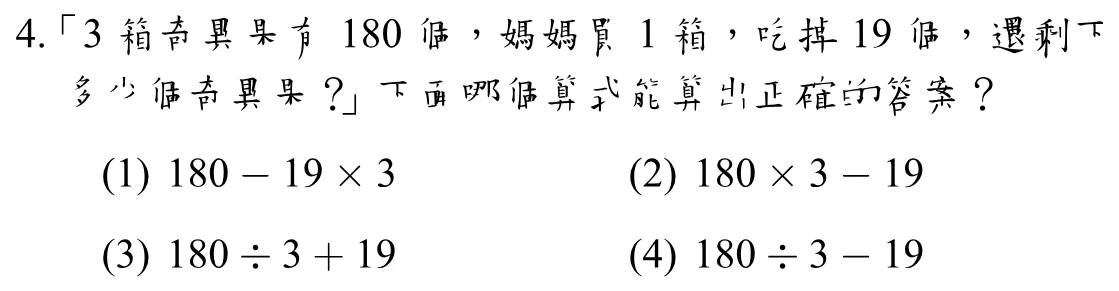 4.「3 箱奇異果有 180 個，媽媽買 1 箱，吃掉 19 個，還剩下
多少個奇異果？」下面哪個算式能算出正確的答案？
(1) 180 − 19 × 3 (2) 180 × 3 − 19
(3) 180 ÷ 3 + 19 (4) 180 ÷ 3 − 19